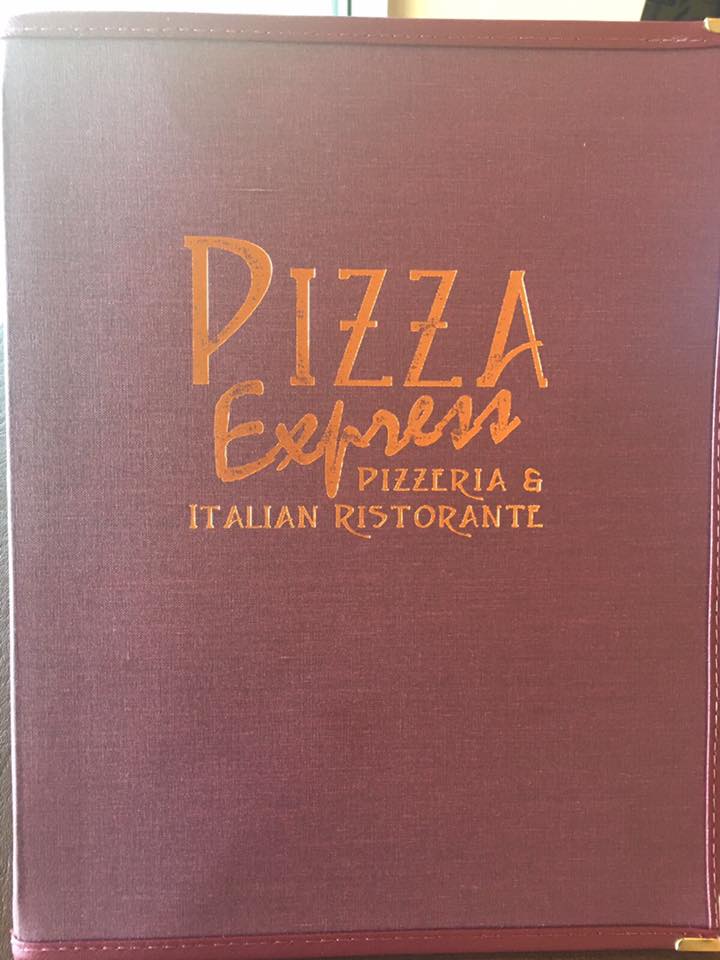 PIZZA
Express
PIZZERIA &
ITALIAN RISTORANTE